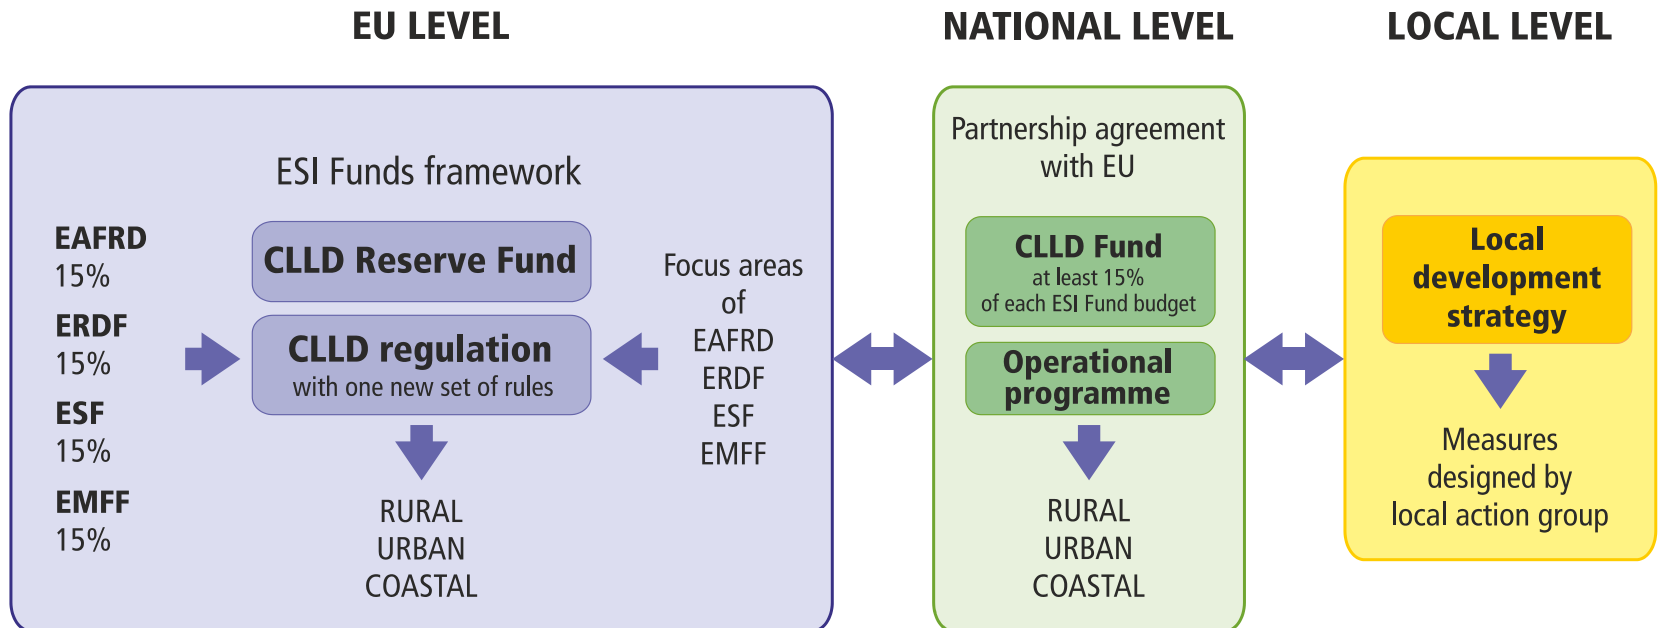 EU LEVEL
NATIONAL LEVEL
LOCAL LEVEL
ESI Funds framework
EAFRD
15%
ERDF
15%
ESF
15%
EMFF
15%
CLLD Reserve Fund
CLLD regulation
with one new set of rules
RURAL
URBAN
COASTAL
Focus areas
of
EAFRD
ERDF
ESF
EMFF
Partnership agreement
with EU
CLLD Fund
at least 15%
of each ESI Fund budget
Operational
programme
RURAL
URBAN
COASTAL
Local
development
strategy
Measures
designed by
local action group